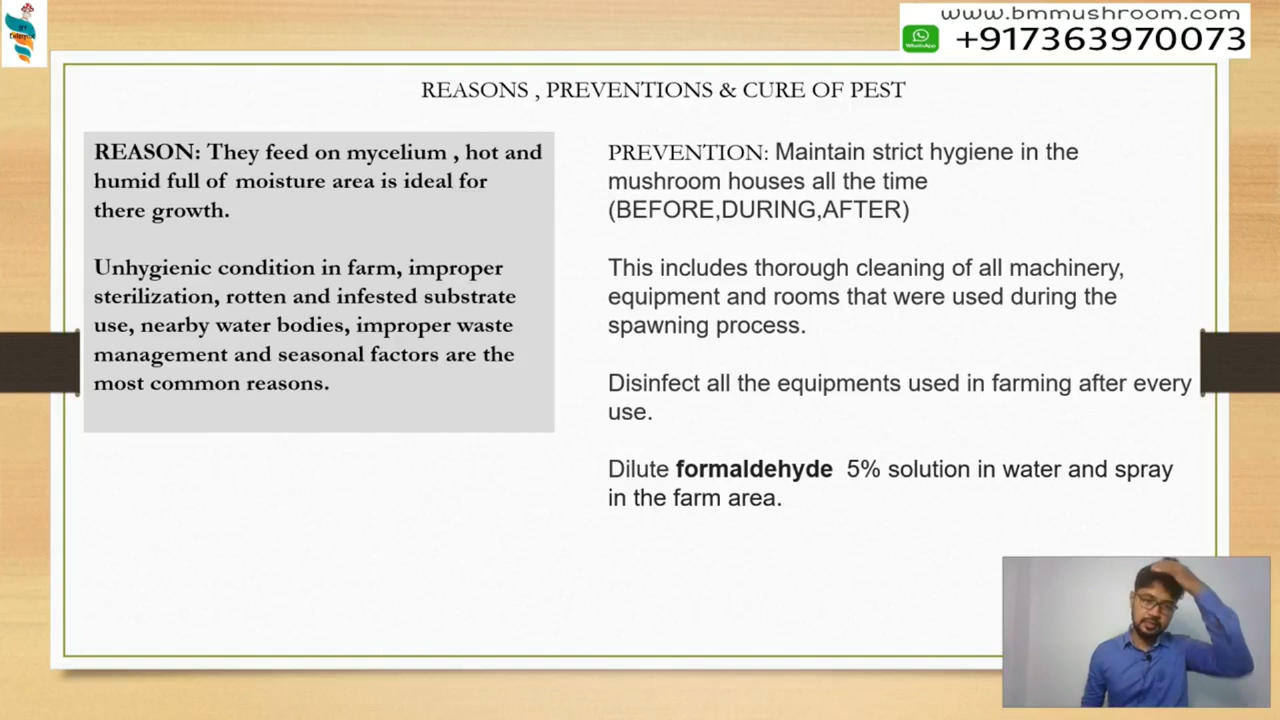 www.bmmushroom.com
WhatsApp
+917363970073
REASONS , PREVENTIONS & CURE OF PEST
REASON: They feed on mycelium , hot and
humid full of moisture area is ideal for
there growth.
Unhygienic condition in farm, improper
sterilization, rotten and infested substrate
use, nearby water bodies, improper waste
management and seasonal factors are the
most common reasons.
PREVENTION: Maintain strict hygiene in the
mushroom houses all the time
(BEFORE,DURING,AFTER)
This includes thorough cleaning of all machinery,
equipment and rooms that were used during the
spawning process.
Disinfect all the equipments used in farming after every
use.
Dilute formaldehyde 5% solution in water and spray
in the farm area.